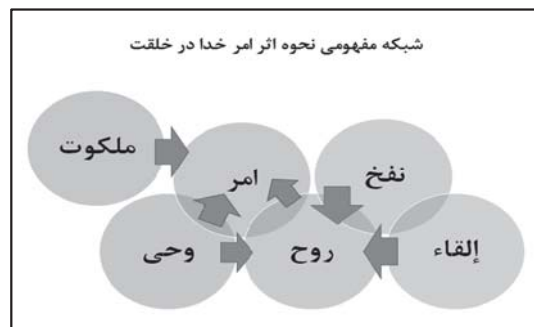 شبکه مفهومی نحوه اثر امر خدا در خلقت
ملکوت
امر
نفخ
وحی
روح
إلقاء